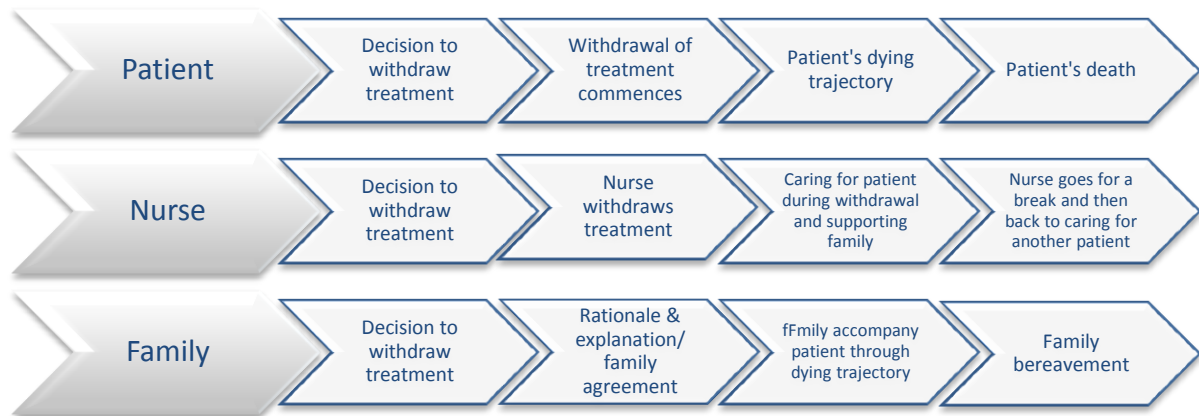 Patient
Decision to
withdraw
treatment
Withdrawal of
treatment
commences
Patient's dying
trajectory
Patient's death
Nurse
Decision to
withdraw
treatment
Nurse
withdraws
treatment
Caring for patient
during withdrawal
and supporting
family
Nurse goes for a
break and then
back to caring for
another patient
Family
Decision to
withdraw
treatment
Rationale &
explanation/
family
agreement
fFmily accompany
patient through
dying trajectory
Family
bereavement